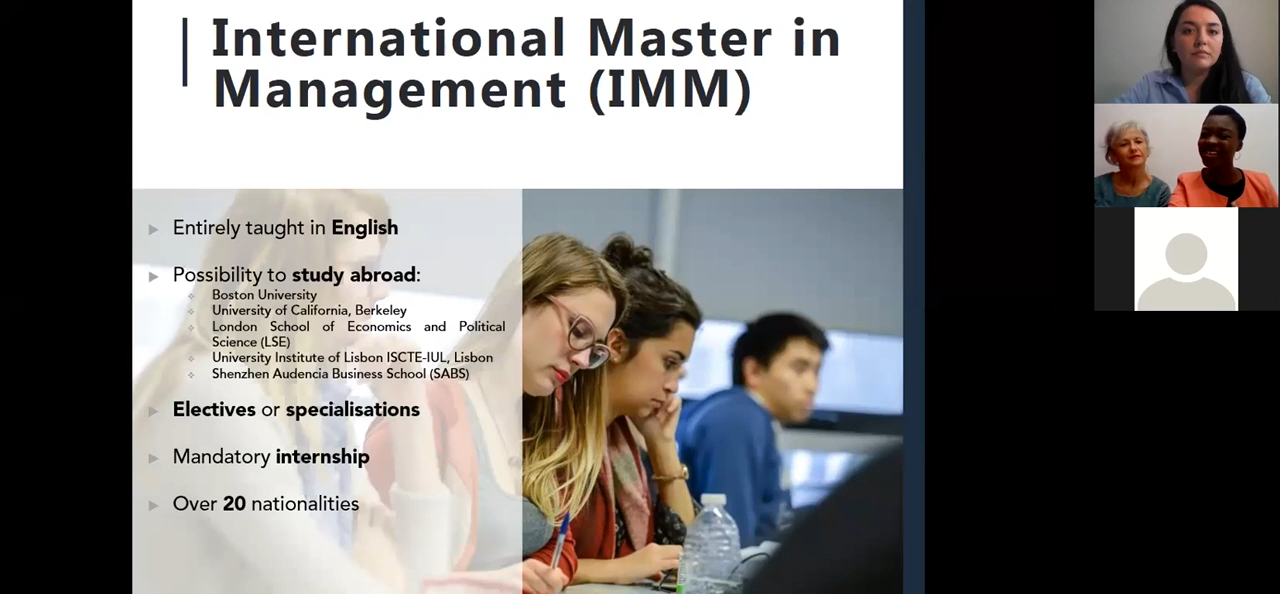 International Master in
Management (IMM)
Entirely taught in English
Possibility to study abroad:
Boston University
University of California, Berkeley
London School of Economics and Political
Science (LSE)
University Institute of Lisbon ISCTE-IUL, Lisbon
Shenzhen Audencia Business School (SABS)
Electives or specialisations
Mandatory internship
Over 20 nationalities